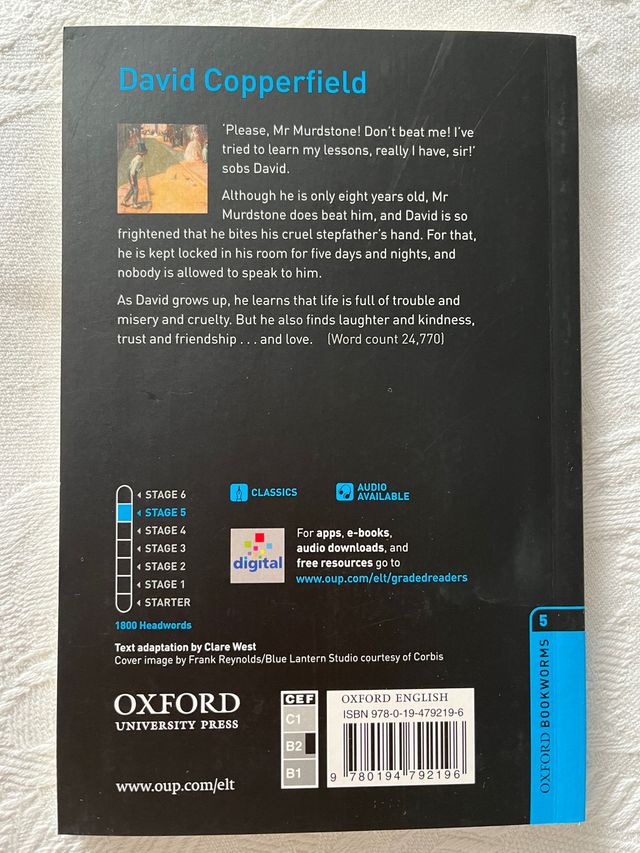 David Copperfield
'Please, Mr Murdstone! Don't beat me! I've
tried to learn my lessons, really I have, sir!'
sobs David.
Although he is only eight years old, Mr
Murdstone does beat him, and David is so
frightened that he bites his cruel stepfather's hand. For that,
he is kept locked in his room for five days and nights, and
nobody is allowed to speak to him.
As David grows up, he learns that life is full of trouble and
misery and cruelty. But he also finds laughter and kindness,
trust and friendship . . . and love. (Word count 24,770)
STAGE 6
STAGE 5
STAGE 4
STAGE 3
STAGE 2
STAGE 1
STARTER
1800 Headwords
CLASSICS
AUDIO
AVAILABLE
digital
For apps, e-books,
audio downloads, and
free resources go to
www.oup.com/elt/gradedreaders
Text adaptation by Clare West
Cover image by Frank Reynolds/Blue Lantern Studio courtesy of Corbis
OXFORD
UNIVERSITY PRESS
www.oup.com/elt
CEF
C1
B2
B1
OXFORD ENGLISH
ISBN 978-0-19-479219-6
9 780194 792196
5
OXFORD BOOKWORMS